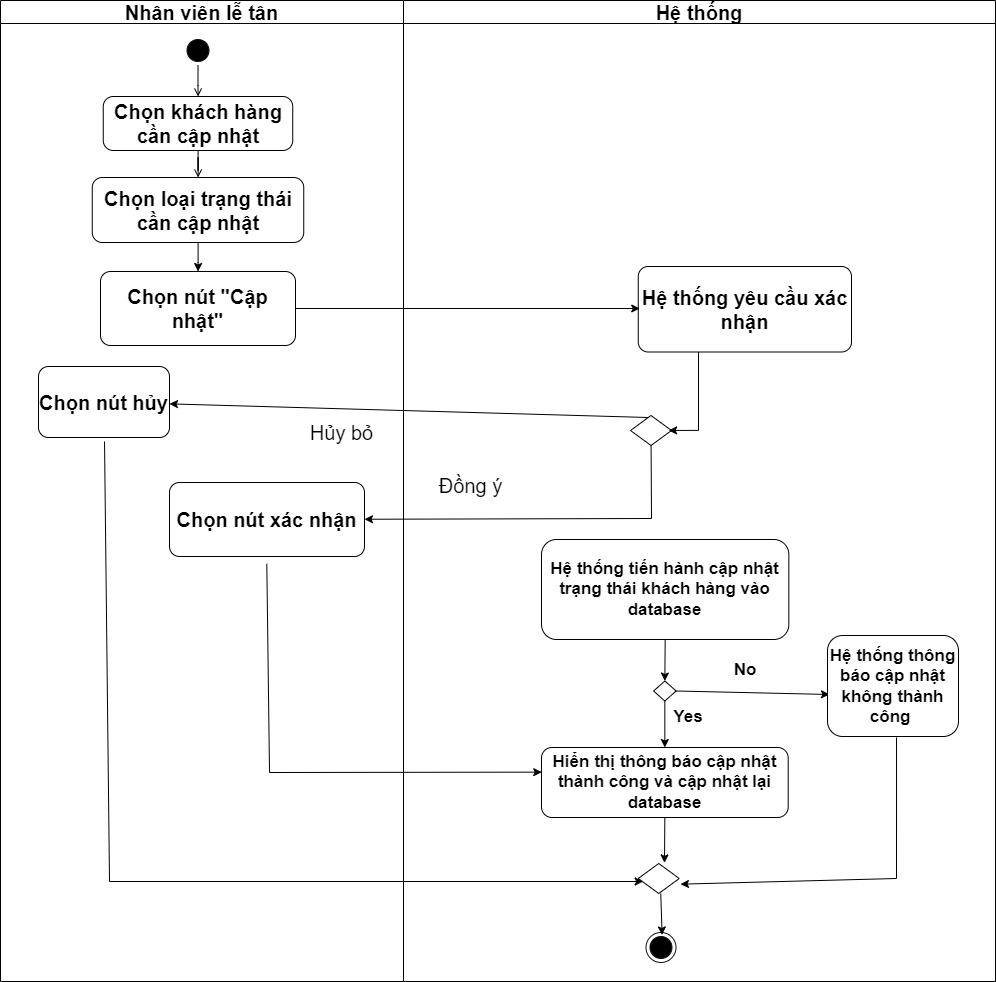 Nhân viên lễ tân
Hệ thống
Chọn khách hàng
cần cập nhật
Chọn loại trạng thái
cần cập nhật
Chọn nút "Cập
nhật"
Hệ thống yêu cầu xác
nhận
Chọn nút hủy
Hủy bỏ
Đồng ý
Chọn nút xác nhận
Hệ thống tiến hành cập nhật
trạng thái khách hàng vào
database
No
Hệ thống thông
báo cập nhật
không thành
công
Yes
Hiển thị thông báo cập nhật
thành công và cập nhật lại
database